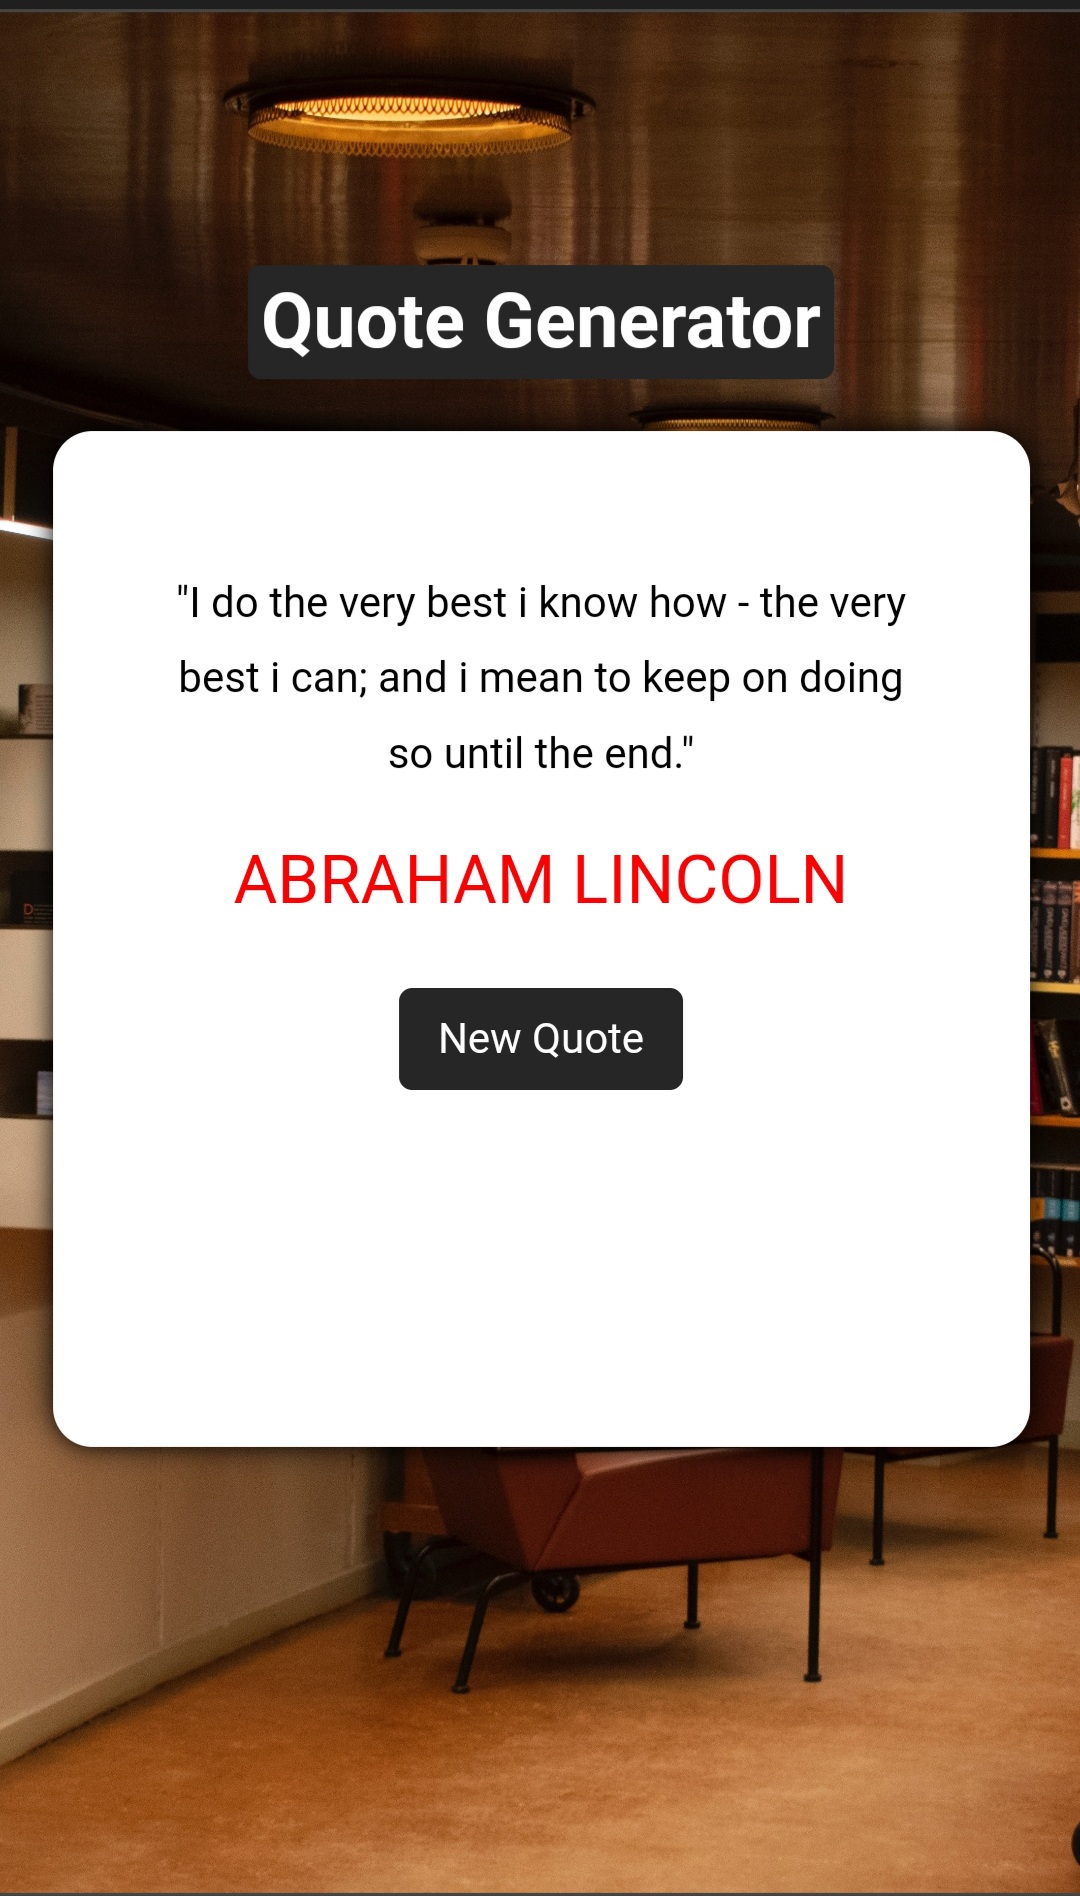 Quote Generator
"I do the very best i know how - the very
best i can; and i mean to keep on doing
so until the end."
ABRAHAM LINCOLN
New Quote